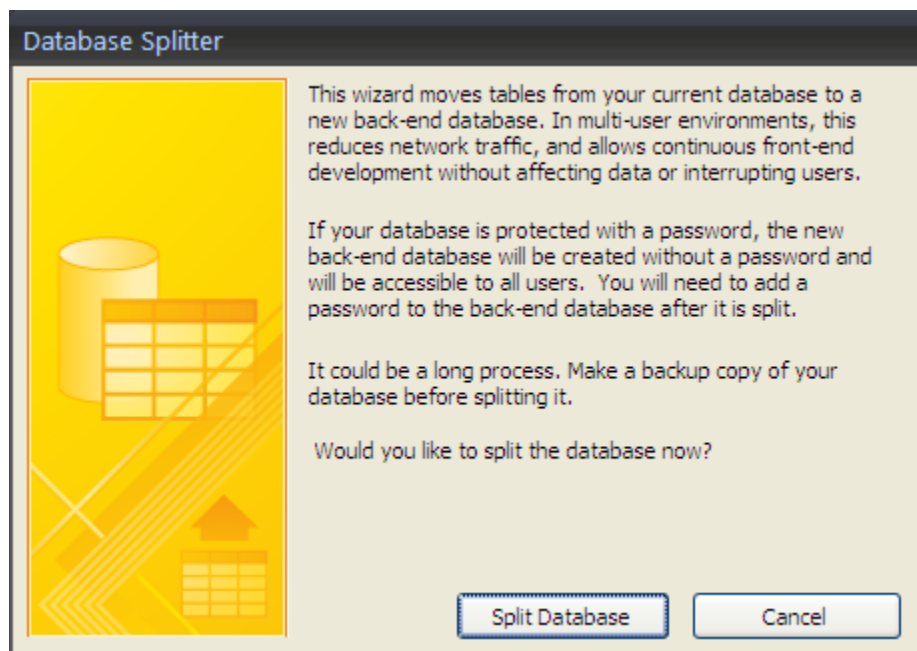 Database Splitter
This wizard moves tables from your current database to a
new back-end database. In multi-user environments, this
reduces network traffic, and allows continuous front-end
development without affecting data or interrupting users.
If your database is protected with a password, the new
back-end database will be created without a password and
will be accessible to all users.  You will need to add a
password to the back-end database after it is split.
It could be a long process. Make a backup copy of your
database before splitting it.
Would you like to split the database now?
Split Database
Cancel